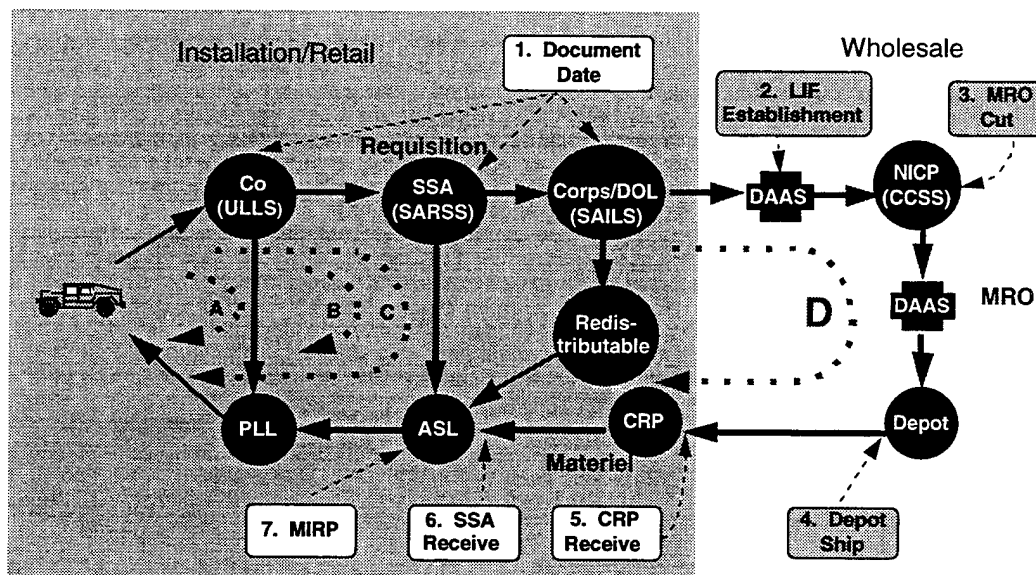 Installation/Retail
1. Document
Date
Wholesale
2. LIF
Establishment
3. MRO
Cut
Requisition
Co
(ULLS)
SSA
(SARSS)
Corps/DOL
(SAILS)
DAAS
NICP
(CCSS)
A
B
C
D
DAAS
MRO
Redis-
tributable
PLL
ASL
CRP
Depot
Materiel
7. MIRP
6. SSA
Receive
5. CRP
Receive
4. Depot
Ship